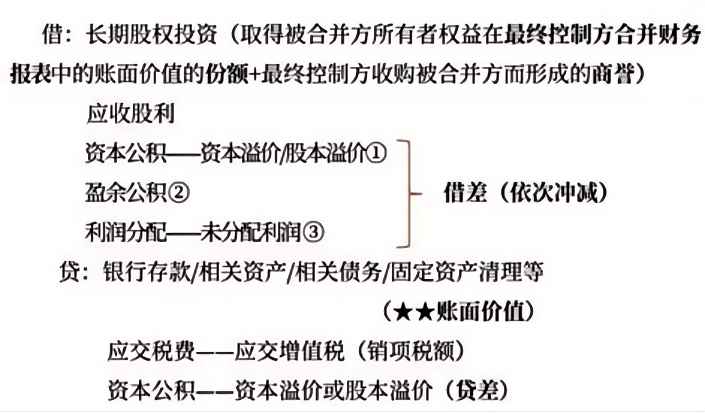 借：长期股权投资（取得被合并方所有者权益在最终控制方合并财务
报表中的账面价值的份额+最终控制方收购被合并方而形成的商誉）
应收股利
资本公积——资本溢价/股本溢价①
盈余公积②
借差（依次冲减）
利润分配——未分配利润③
贷：银行存款/相关资产/相关债务/固定资产清理等
（★★账面价值）
应交税费——应交增值税（销项税额）
资本公积——资本溢价或股本溢价（贷差）